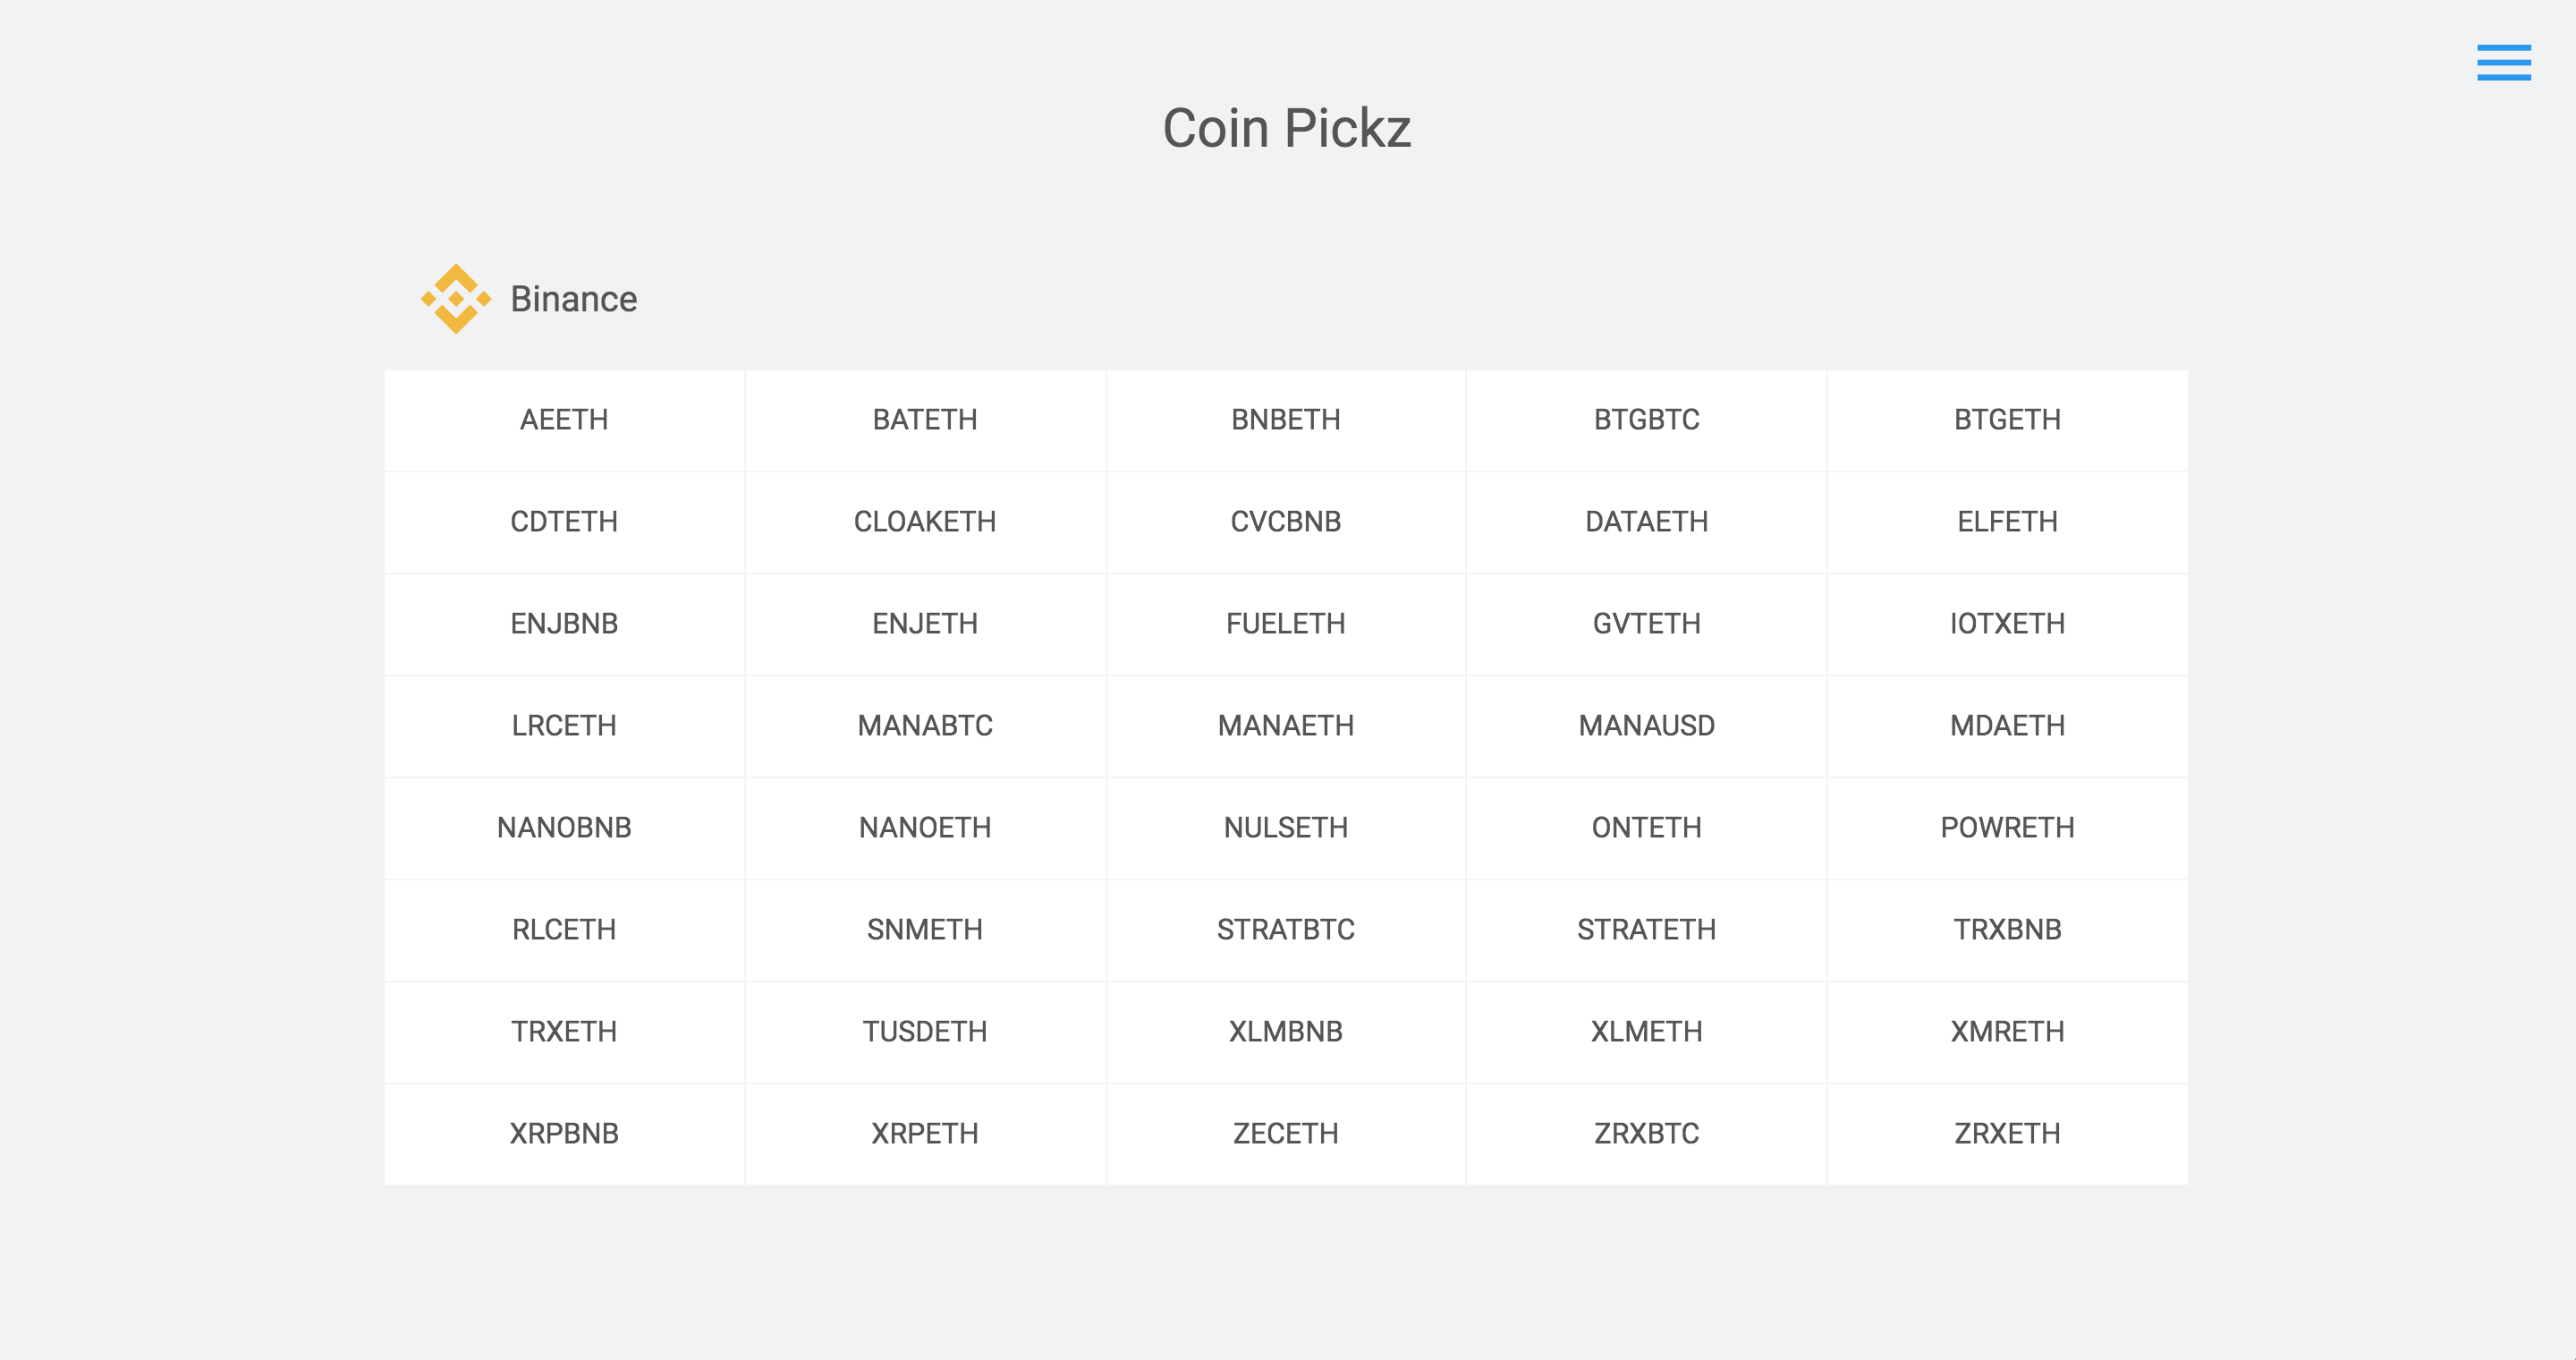 Coin Pickz
Binance
AEETH BATETH BNBETH BTGBTC BTGETH
CDTETH CLOAKETH CVCBNB DATAETH ELFETH
ENJBNB ENJETH FUELETH GVTETH IOTXETH
LRCETH MANABTC MANAETH MANAUSD MDAETH
NANOBNB NANOETH NULSETH ONTETH POWRETH
RLCETH SNMETH STRATBTC STRATETH TRXBNB
TRXETH TUSDETH XLMBNB XLMETH XMRETH
XRPBNB XRPETH ZECETH ZRXBTC ZRXETH